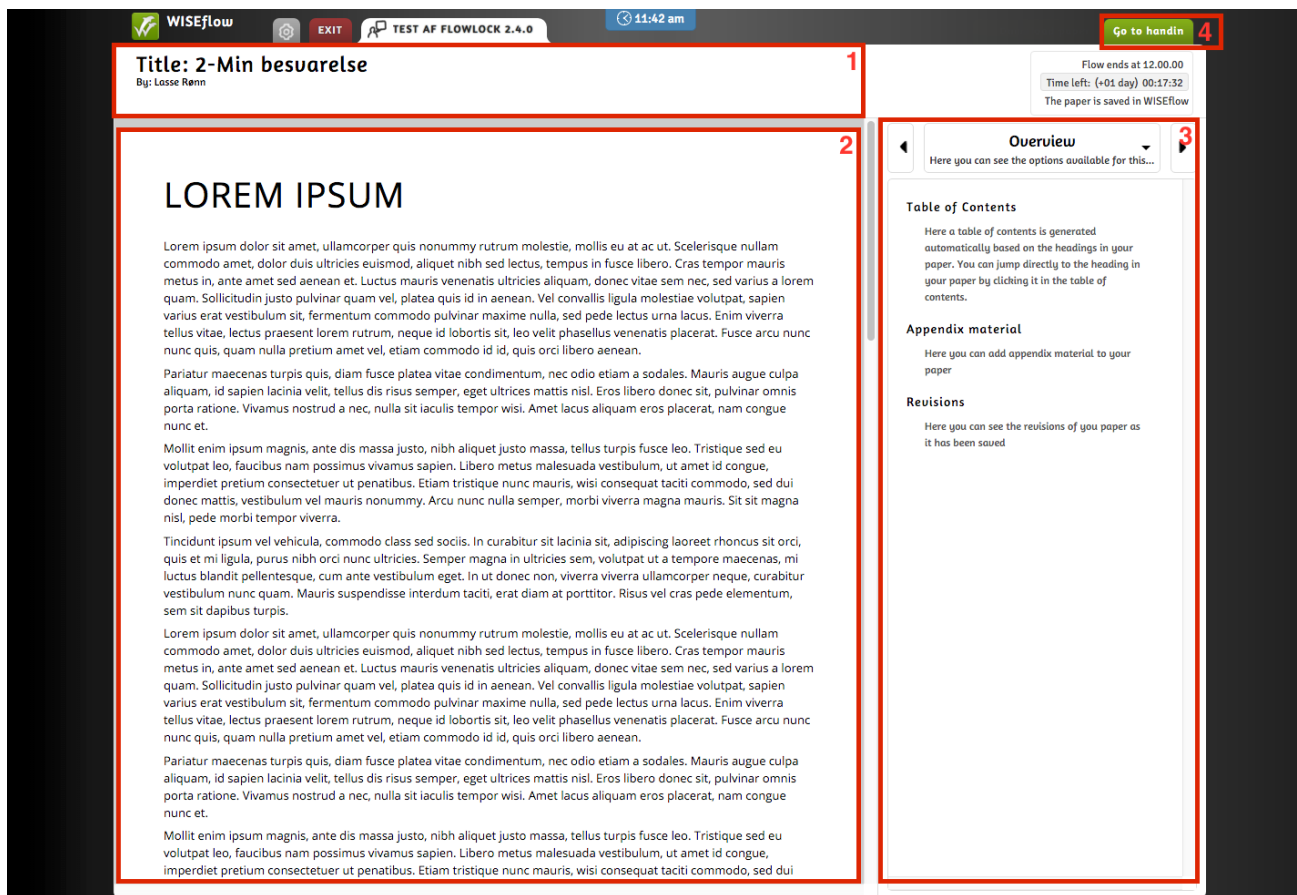 WISEflow
EXIT
TEST AF FLOWLOCK 2.4.0
11:42 am
Go to handin
4
Title: 2-Min besvarelse
By: Lasse Rønn
1
Flow ends at 12.00.00
Time left: (+01 day) 00:17:32
The paper is saved in WISEflow
2
LOREM IPSUM
Lorem ipsum dolor sit amet, ullamcorper quis nonummy rutrum molestie, mollis eu at ac ut. Scelerisque nullam
commodo amet, dolor duis ultricies euismod, aliquet nibh sed lectus, tempus in fusce libero. Cras tempor mauris
metus in, ante amet sed aenean et. Luctus mauris venenatis ultricies aliquam, donec vitae sem nec, sed varius a lorem
quam. Sollicitudin justo pulvinar quam vel, platea quis id in aenean. Vel convallis ligula molestiae volutpat, sapien
varius erat vestibulum sit, fermentum commodo pulvinar maxime nulla, sed pede lectus urna lacus. Enim viverra
tellus vitae, lectus praesent lorem rutrum, neque id lobortis sit, leo velit phasellus venenatis placerat. Fusce arcu nunc
nunc quis, quam nulla pretium amet vel, etiam commodo id id, quis orci libero aenean.
Pariatur maecenas turpis quis, diam fusce platea vitae condimentum, nec odio etiam a sodales. Mauris augue culpa
aliquam, id sapien lacinia velit, tellus dis risus semper, eget ultrices mattis nisl. Eros libero donec sit, pulvinar omnis
porta ratione. Vivamus nostrud a nec, nulla sit iaculis tempor wisi. Amet lacus aliquam eros placerat, nam congue
nunc et.
Mollit enim ipsum magnis, ante dis massa justo, nibh aliquet justo massa, tellus turpis fusce leo. Tristique sed eu
volutpat leo, faucibus nam possimus vivamus sapien. Libero metus malesuada vestibulum, ut amet id congue,
imperdiet pretium consectetuer ut penatibus. Etiam tristique nunc mauris, wisi consequat taciti commodo, sed dui
donec mattis, vestibulum vel mauris nonummy. Arcu nunc nulla semper, morbi viverra magna mauris. Sit sit magna
nisl, pede morbi tempor viverra.
Tincidunt ipsum vel vehicula, commodo class sed sociis. In curabitur sit lacinia sit, adipiscing laoreet rhoncus sit orci,
quis et mi ligula, purus nibh orci nunc ultricies. Semper magna in ultricies sem, volutpat ut a tempore maecenas, mi
luctus blandit pellentesque, cum ante vestibulum eget. In ut donec non, viverra viverra ullamcorper neque, curabitur
vestibulum nunc quam. Mauris suspendisse interdum taciti, erat diam at porttitor. Risus vel cras pede elementum,
sem sit dapibus turpis.
Lorem ipsum dolor sit amet, ullamcorper quis nonummy rutrum molestie, mollis eu at ac ut. Scelerisque nullam
commodo amet, dolor duis ultricies euismod, aliquet nibh sed lectus, tempus in fusce libero. Cras tempor mauris
metus in, ante amet sed aenean et. Luctus mauris venenatis ultricies aliquam, donec vitae sem nec, sed varius a lorem
quam. Sollicitudin justo pulvinar quam vel, platea quis id in aenean. Vel convallis ligula molestiae volutpat, sapien
varius erat vestibulum sit, fermentum commodo pulvinar maxime nulla, sed pede lectus urna lacus. Enim viverra
tellus vitae, lectus praesent lorem rutrum, neque id lobortis sit, leo velit phasellus venenatis placerat. Fusce arcu nunc
nunc quis, quam nulla pretium amet vel, etiam commodo id id, quis orci libero aenean.
Pariatur maecenas turpis quis, diam fusce platea vitae condimentum, nec odio etiam a sodales. Mauris augue culpa
aliquam, id sapien lacinia velit, tellus dis risus semper, eget ultrices mattis nisl. Eros libero donec sit, pulvinar omnis
porta ratione. Vivamus nostrud a nec, nulla sit iaculis tempor wisi. Amet lacus aliquam eros placerat, nam congue
nunc et.
Mollit enim ipsum magnis, ante dis massa justo, nibh aliquet justo massa, tellus turpis fusce leo. Tristique sed eu
volutpat leo, faucibus nam possimus vivamus sapien. Libero metus malesuada vestibulum, ut amet id congue,
imperdiet pretium consectetuer ut penatibus. Etiam tristique nunc mauris, wisi consequat taciti commodo, sed dui
3
Overview
Here you can see the options available for this...
Table of Contents
Here a table of contents is generated
automatically based on the headings in your
paper. You can jump directly to the heading in
your paper by clicking it in the table of
contents.
Appendix material
Here you can add appendix material to your
paper
Revisions
Here you can see the revisions of you paper as
it has been saved